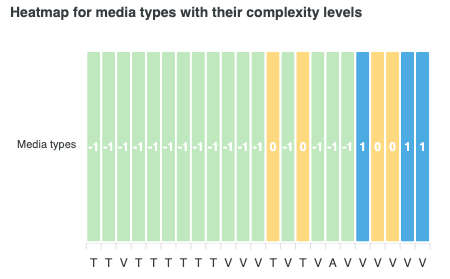 Heatmap for media types with their complexity levels
Media types -1 -1 -1 -1 -1 -1 -1 -1 -1 -1 -1 -1 0 -1 0 -1 -1 -1 1 0 0 1 1
T T V T T T T T T V V V T V T V A V V V V V V